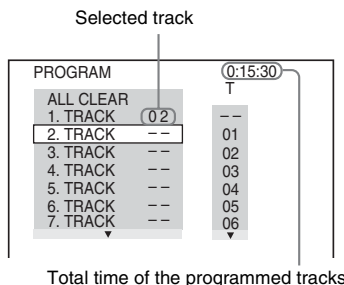 Selected track
PROGRAM 0:15:30
T
ALL CLEAR
1. TRACK 0 2 – –
2. TRACK – – 01
3. TRACK – – 02
4. TRACK – – 03
5. TRACK – – 04
6. TRACK – – 05
7. TRACK – – 06
Total time of the programmed tracks